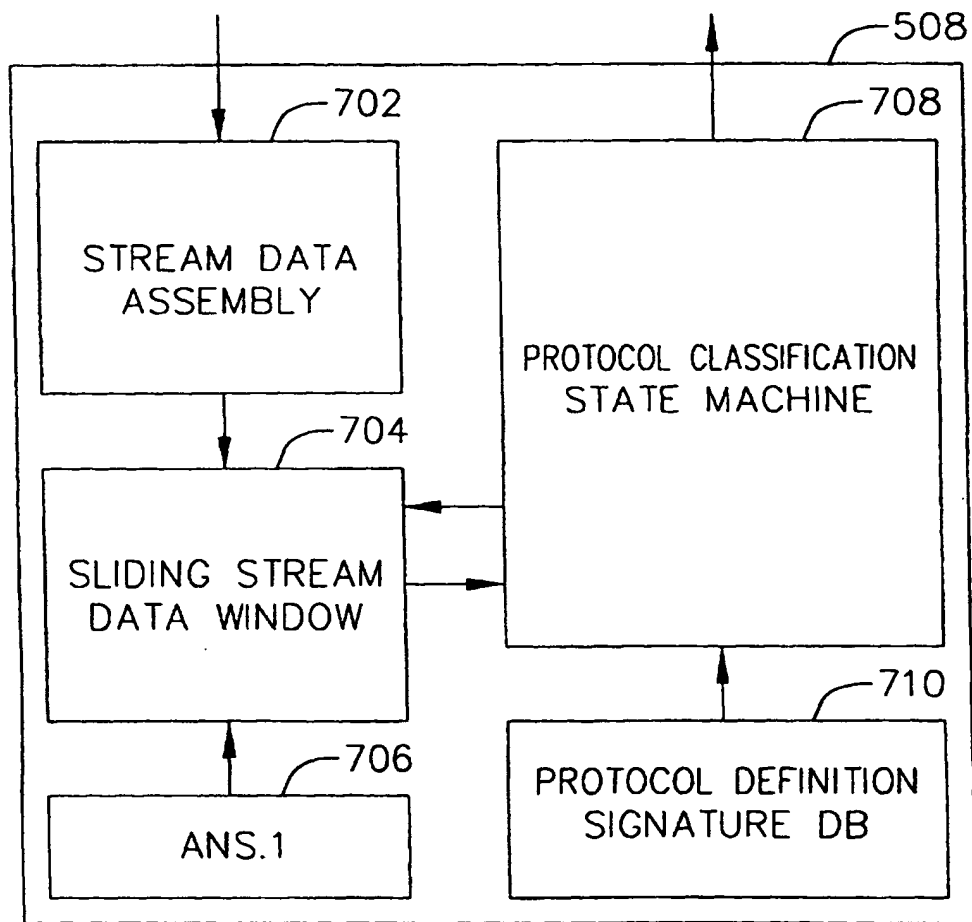 508
702
708
STREAM DATA
ASSEMBLY
PROTOCOL CLASSIFICATION
STATE MACHINE
704
SLIDING STREAM
DATA WINDOW
710
706
PROTOCOL DEFINITION
SIGNATURE DB
ANS.1